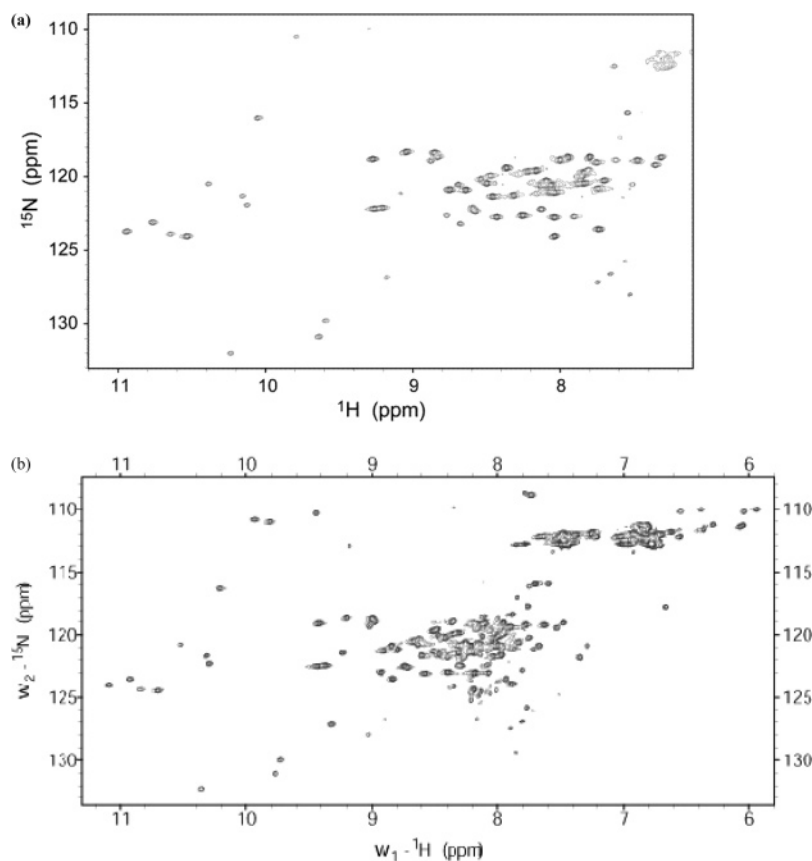 (a)
110
115
120
125
130
15N (ppm)
11 10 9 8
1H (ppm)
(b)
11 10 9 8 7 6
110 110
115 115
120 120
125 125
130 130
w2 - 15N (ppm)
11 10 9 8 7 6
w1 - 1H (ppm)